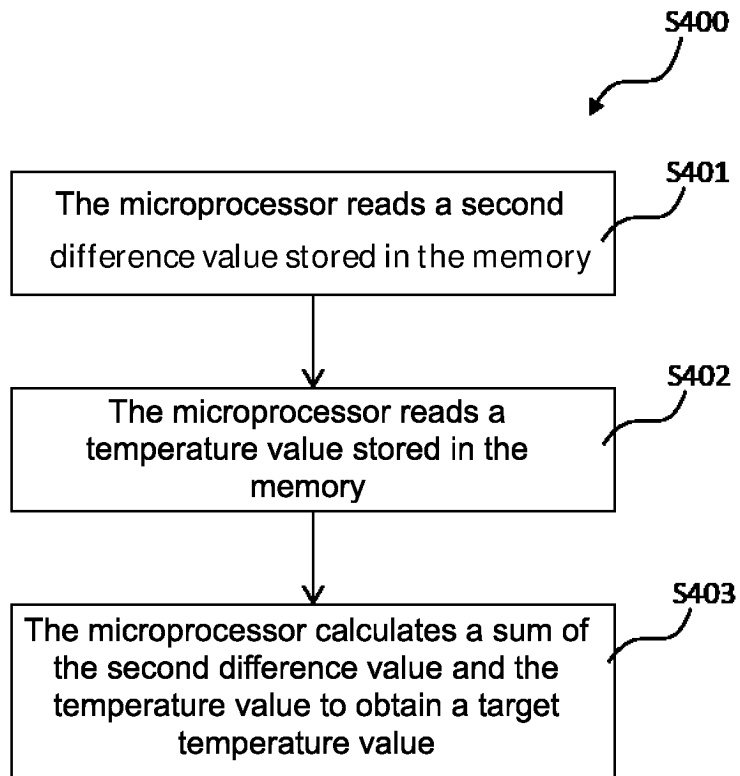 S400
S401
The microprocessor reads a second
difference value stored in the memory
S402
The microprocessor reads a
temperature value stored in the
memory
S403
The microprocessor calculates a sum of
the second difference value and the
temperature value to obtain a target
temperature value